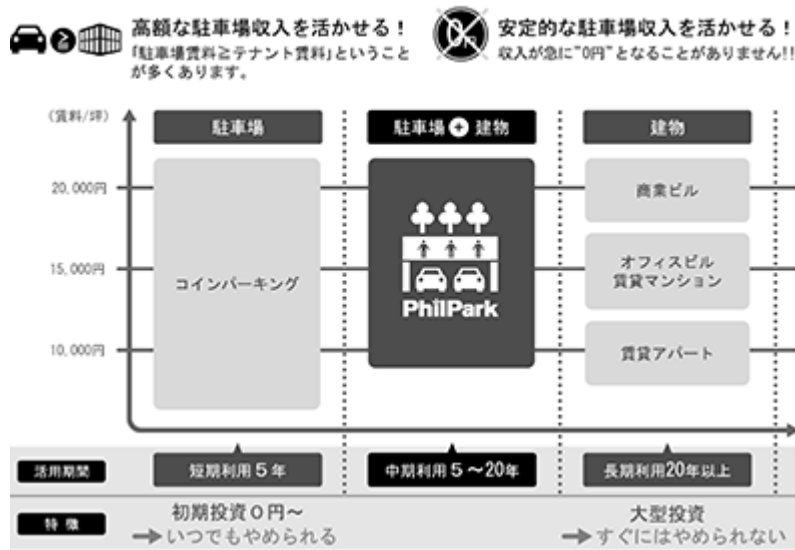 高額な駐車場収入を活かせる！
「駐車場賃料≧テナント賃料」ということ
が多くあります。
0円
安定的な駐車場収入を活かせる！
収入が急に"0円"となることがありません!!
(賃料/坪)
駐車場
駐車場＋建物
建物
20,000円
15,000円
10,000円
コインパーキング
PhilPark
商業ビル
オフィスビル
賃貸マンション
賃貸アパート
活用期間
短期利用5年
中期利用5～20年
長期利用20年以上
特徴
初期投資0円～
➡いつでもやめられる
大型投資
➡すぐにはやめられない